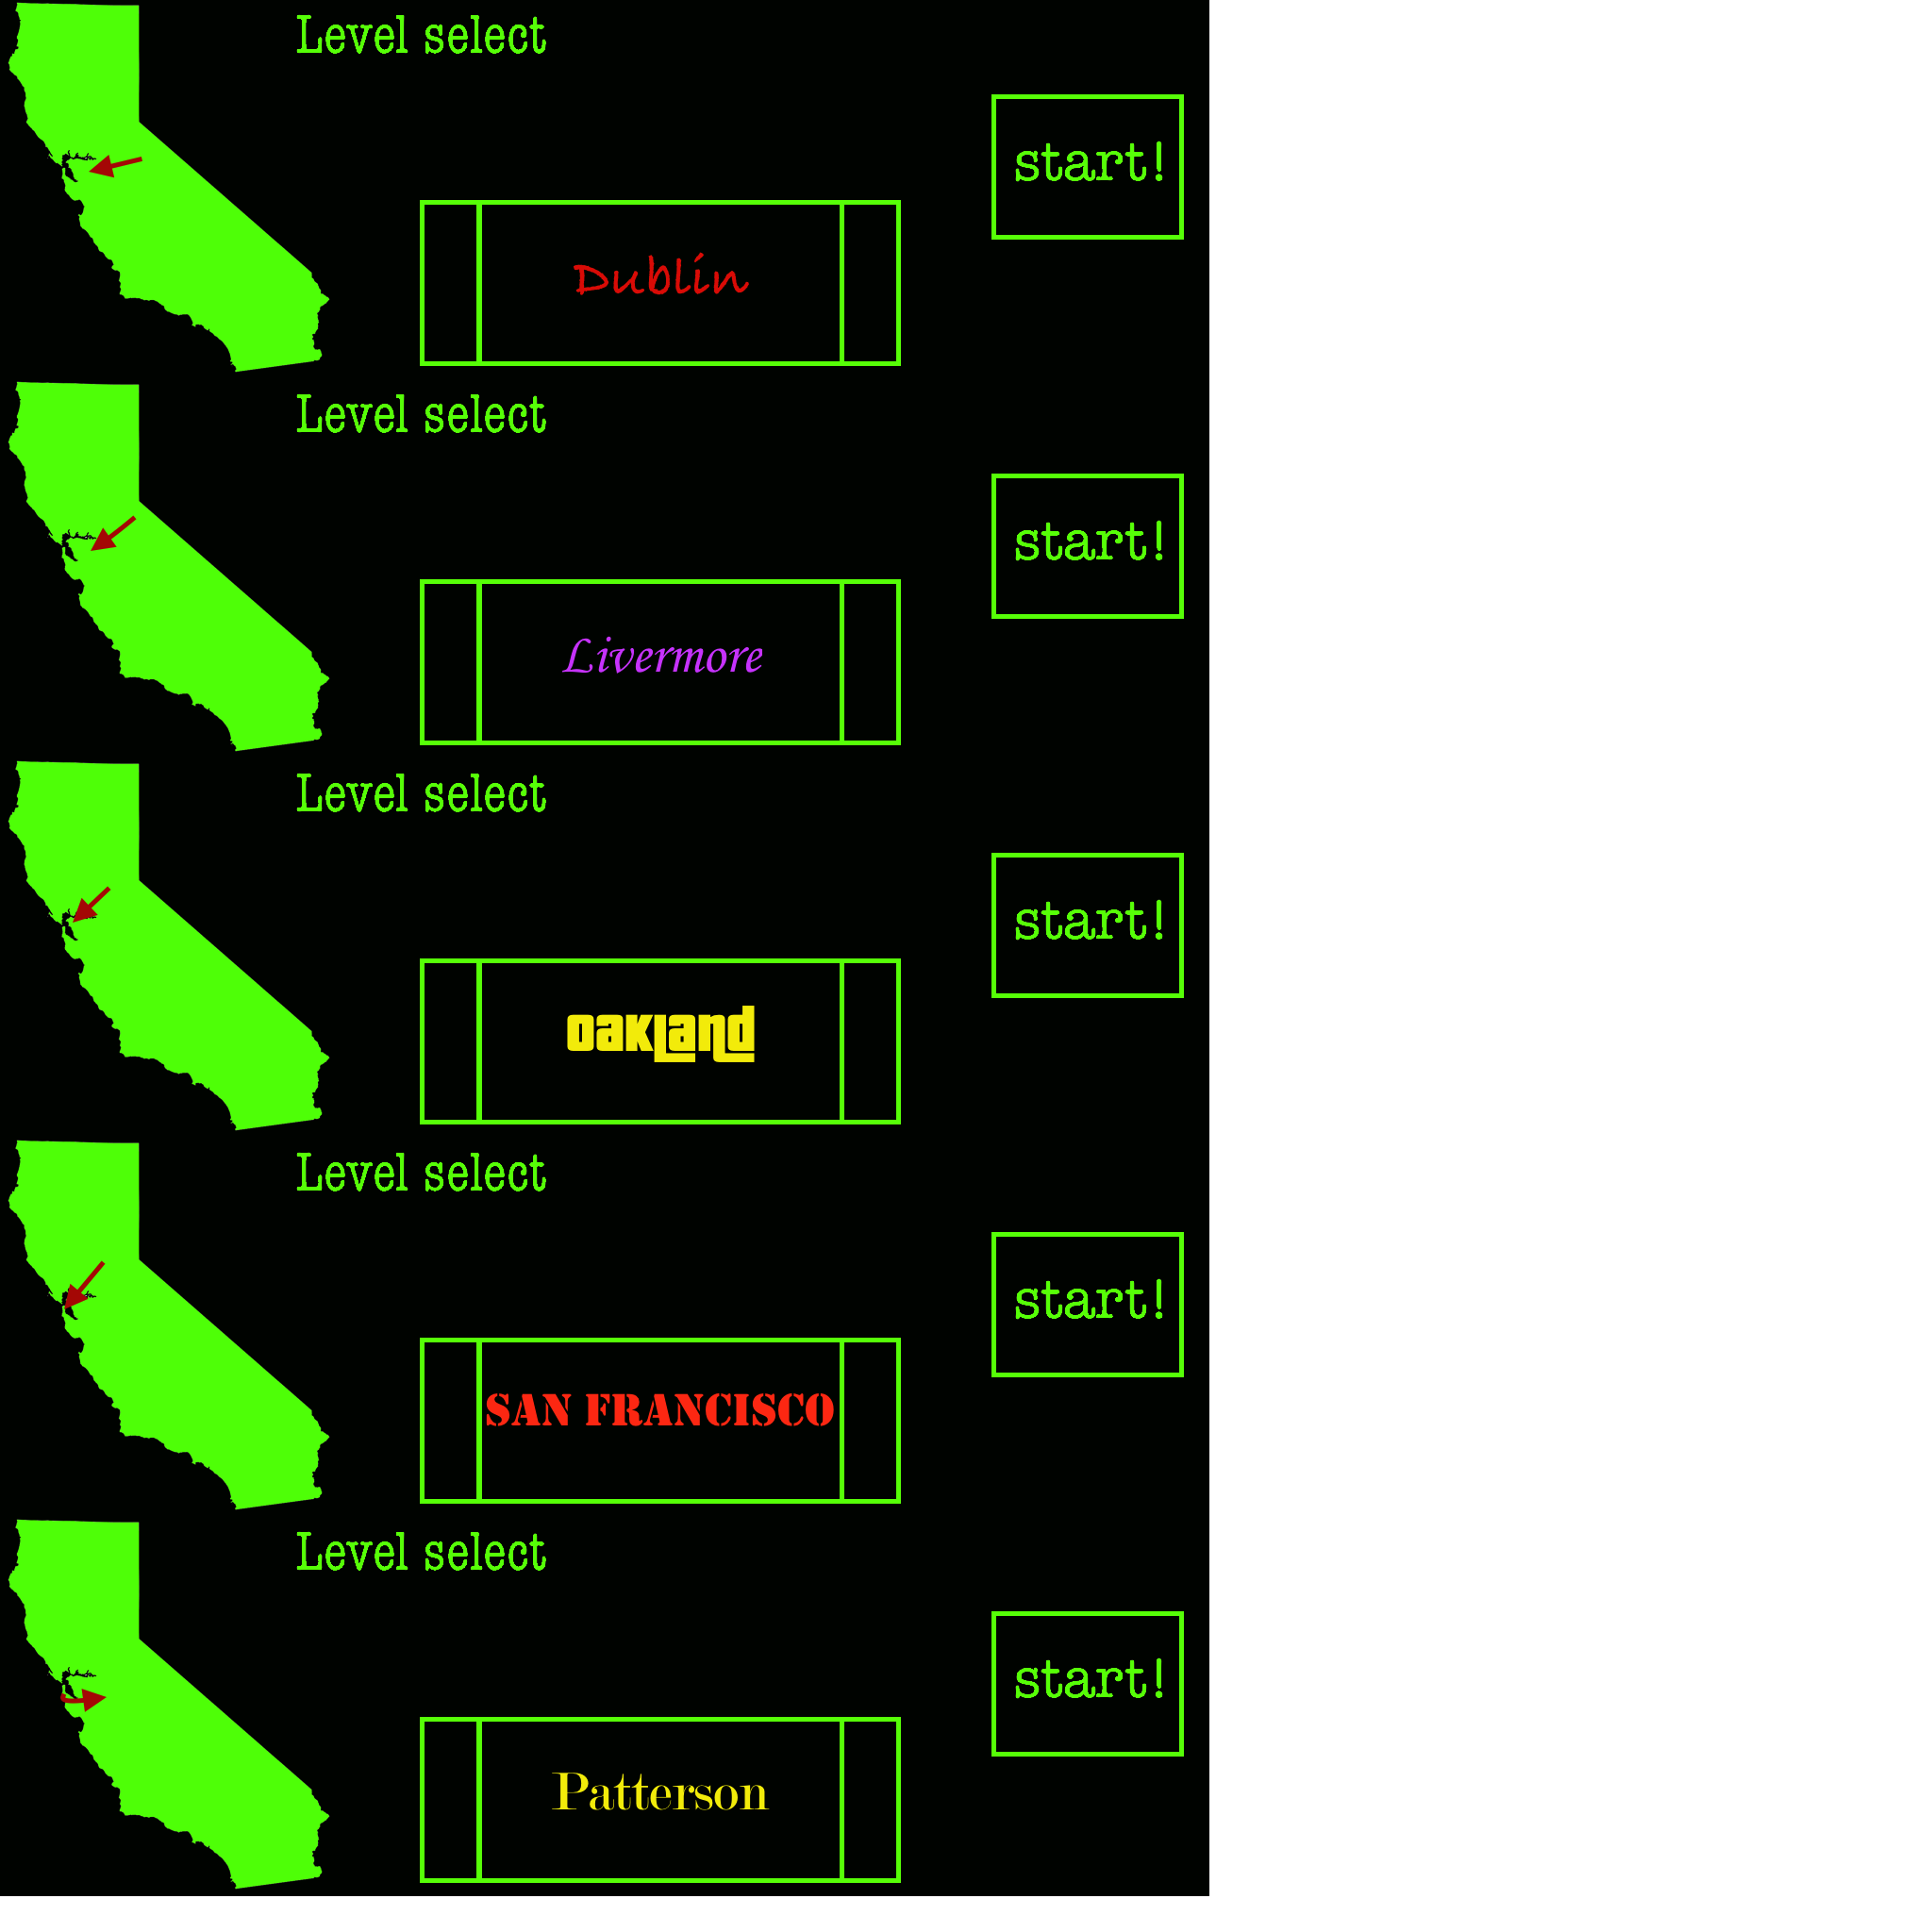 Level select
start!
Dublin
Level select
start!
Livermore
Level select
start!
oakland
Level select
start!
SAN FRANCISCO
Level select
start!
Patterson